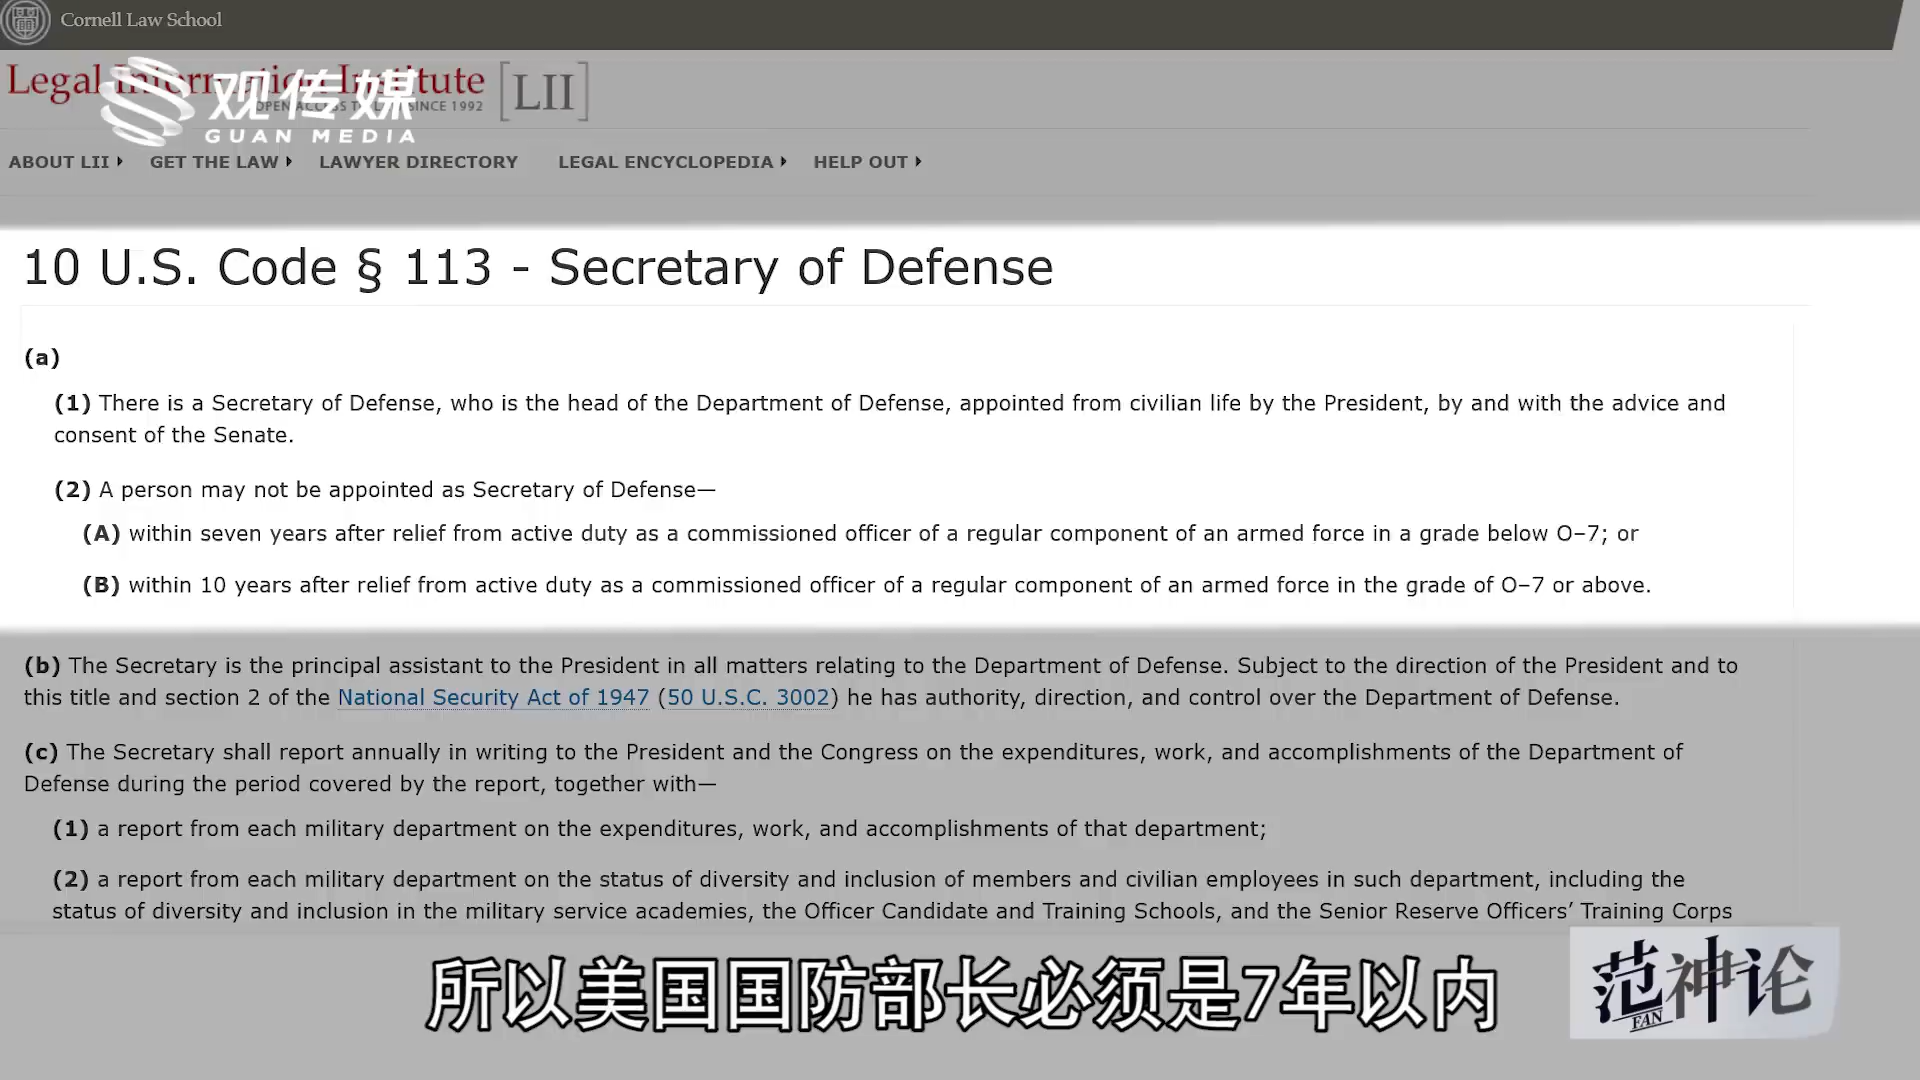 Cornell Law School
Legal Information Institute [LII]
OPEN ACCESS TO LAW SINCE 1992
观传媒
GUAN MEDIA
ABOUT LII GET THE LAW LAWYER DIRECTORY LEGAL ENCYCLOPEDIA HELP OUT
10 U.S. Code § 113 - Secretary of Defense
(a)
(1) There is a Secretary of Defense, who is the head of the Department of Defense, appointed from civilian life by the President, by and with the advice and
consent of the Senate.
(2) A person may not be appointed as Secretary of Defense—
(A) within seven years after relief from active duty as a commissioned officer of a regular component of an armed force in a grade below O–7; or
(B) within 10 years after relief from active duty as a commissioned officer of a regular component of an armed force in the grade of O–7 or above.
(b) The Secretary is the principal assistant to the President in all matters relating to the Department of Defense. Subject to the direction of the President and to
this title and section 2 of the National Security Act of 1947 (50 U.S.C. 3002) he has authority, direction, and control over the Department of Defense.
(c) The Secretary shall report annually in writing to the President and the Congress on the expenditures, work, and accomplishments of the Department of
Defense during the period covered by the report, together with—
(1) a report from each military department on the expenditures, work, and accomplishments of that department;
(2) a report from each military department on the status of diversity and inclusion of members and civilian employees in such department, including the
status of diversity and inclusion in the military service academies, the Officer Candidate and Training Schools, and the Senior Reserve Officers’ Training Corps
所以美国国防部长必须是7年以内
范神论
FAN